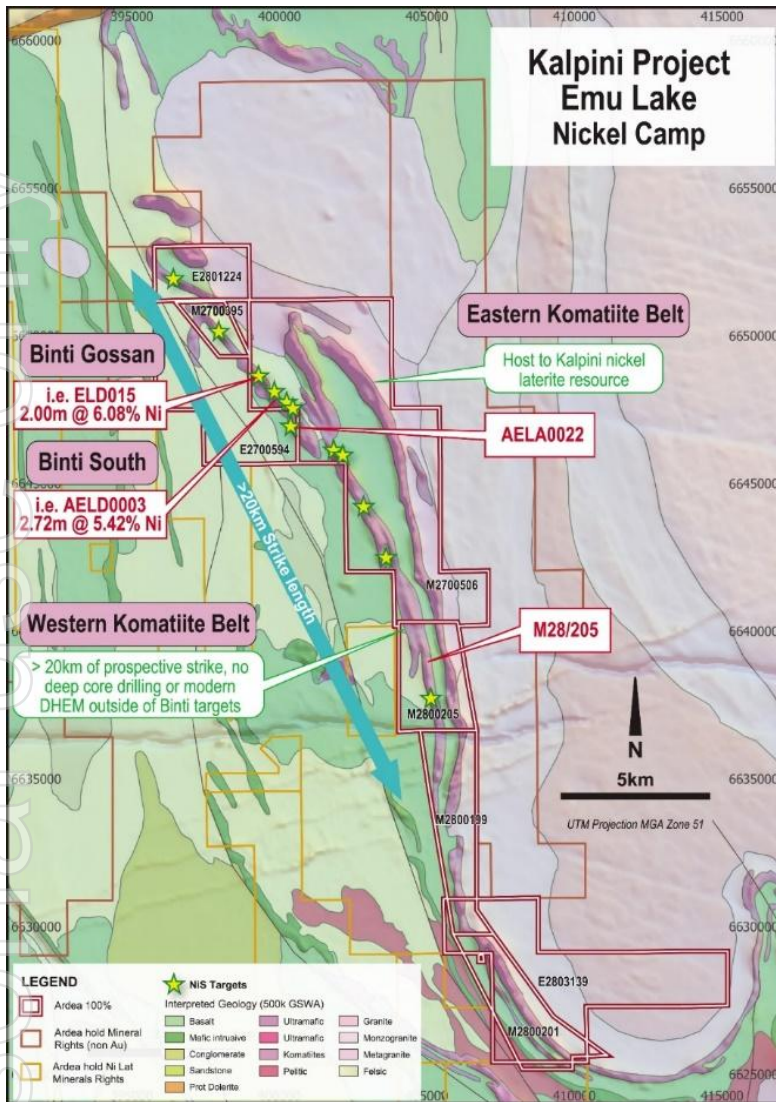 395000 400000 405000 410000 415000
6660000 6660000
Kalpini Project
Emu Lake
Nickel Camp
6655000 6655000
E2801224
M2700395
Eastern Komatiite Belt
6650000
Host to Kalpini nickel
laterite resource
Binti Gossan
i.e. ELD015
2.00m @ 6.08% Ni
AELA0022
E2700594
Binti South
i.e. AELD0003
2.72m @ 5.42% Ni
6645000
>20km Strike length
M2700506
Western Komatiite Belt
6640000
M28/205
> 20km of prospective strike, no
deep core drilling or modern
DHEM outside of Binti targets
M2800205
N
5km
UTM Projection MGA Zone 51
6635000 6635000
M2800199
6630000 6630000
E2803139
M2800201
LEGEND
Ardea 100%
Ardea hold Mineral
Rights (non Au)
Ardea hold Ni Lat
Minerals Rights
NiS Targets
Interpreted Geology (500k GSWA)
Basalt
Mafic intrusive
Conglomerate
Sandstone
Prot Dolerite
Ultramafic
Ultramafic
Komatiites
Pelitic
Granite
Monzogranite
Metagranite
Felsic
6625000
405000 410000 415000